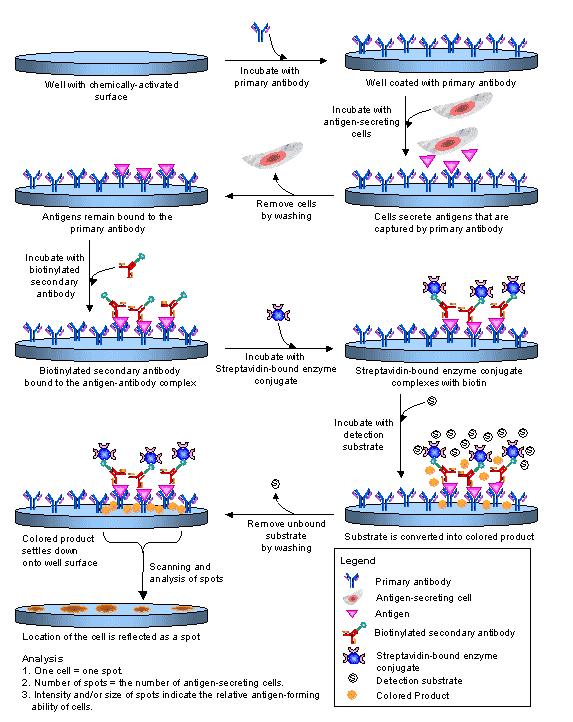 Well with chemically-activated
surface
Incubate with
primary antibody
Well coated with primary antibody
Incubate with
antigen-secreting
cells
Antigens remain bound to the
primary antibody
Remove cells
by washing
Cells secrete antigens that are
captured by primary antibody
Incubate with
biotinylated
secondary
antibody
Biotinylated secondary antibody
bound to the antigen-antibody complex
Incubate with
Streptavidin-bound enzyme
conjugate
Streptavidin-bound enzyme conjugate
complexes with biotin
Incubate with
detection
substrate
S
S
S
S
S
S
S
S
S
S
S
Colored product
settles down
onto well surface
Remove unbound
substrate
by washing
Substrate is converted into colored product
Scanning and
analysis of spots
Location of the cell is reflected as a spot
Analysis
1. One cell = one spot.
2. Number of spots = the number of antigen-secreting cells.
3. Intensity and/or size of spots indicate the relative antigen-forming
ability of cells.
Legend
Primary antibody
Antigen-secreting cell
Antigen
Biotinylated secondary antibody
Streptavidin-bound enzyme
conjugate
S Detection substrate
Colored Product